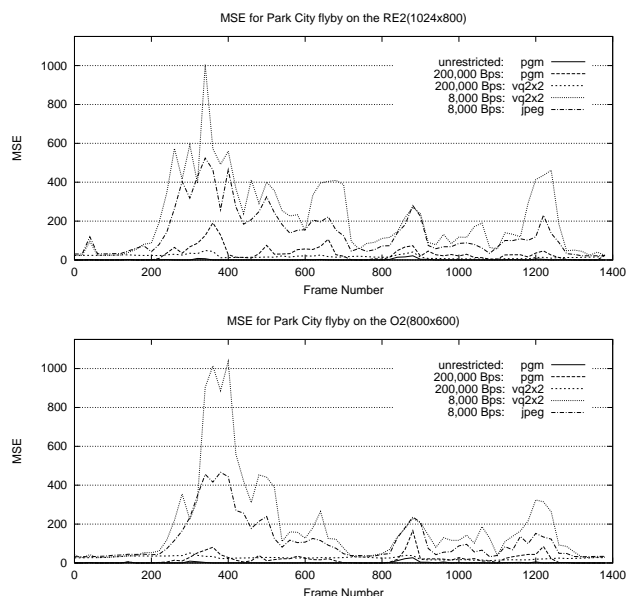 MSE for Park City flyby on the RE2(1024x800)
MSE
1000
800
600
400
200
0
unrestricted: pgm
200,000 Bps: pgm
200,000 Bps: vq2x2
8,000 Bps: vq2x2
8,000 Bps: jpeg
0 200 400 600 800 1000 1200 1400
Frame Number
MSE for Park City flyby on the O2(800x600)
MSE
1000
800
600
400
200
0
unrestricted: pgm
200,000 Bps: pgm
200,000 Bps: vq2x2
8,000 Bps: vq2x2
8,000 Bps: jpeg
0 200 400 600 800 1000 1200 1400
Frame Number